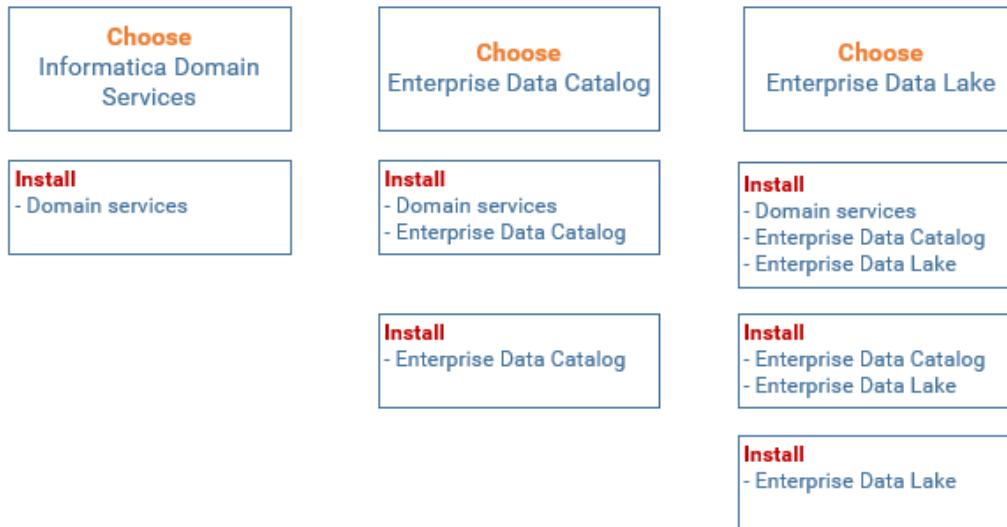 Choose
Informatica Domain
Services
Choose
Enterprise Data Catalog
Choose
Enterprise Data Lake
Install
- Domain services
Install
- Domain services
- Enterprise Data Catalog
Install
- Domain services
- Enterprise Data Catalog
- Enterprise Data Lake
Install
- Enterprise Data Catalog
Install
- Enterprise Data Catalog
- Enterprise Data Lake
Install
- Enterprise Data Lake